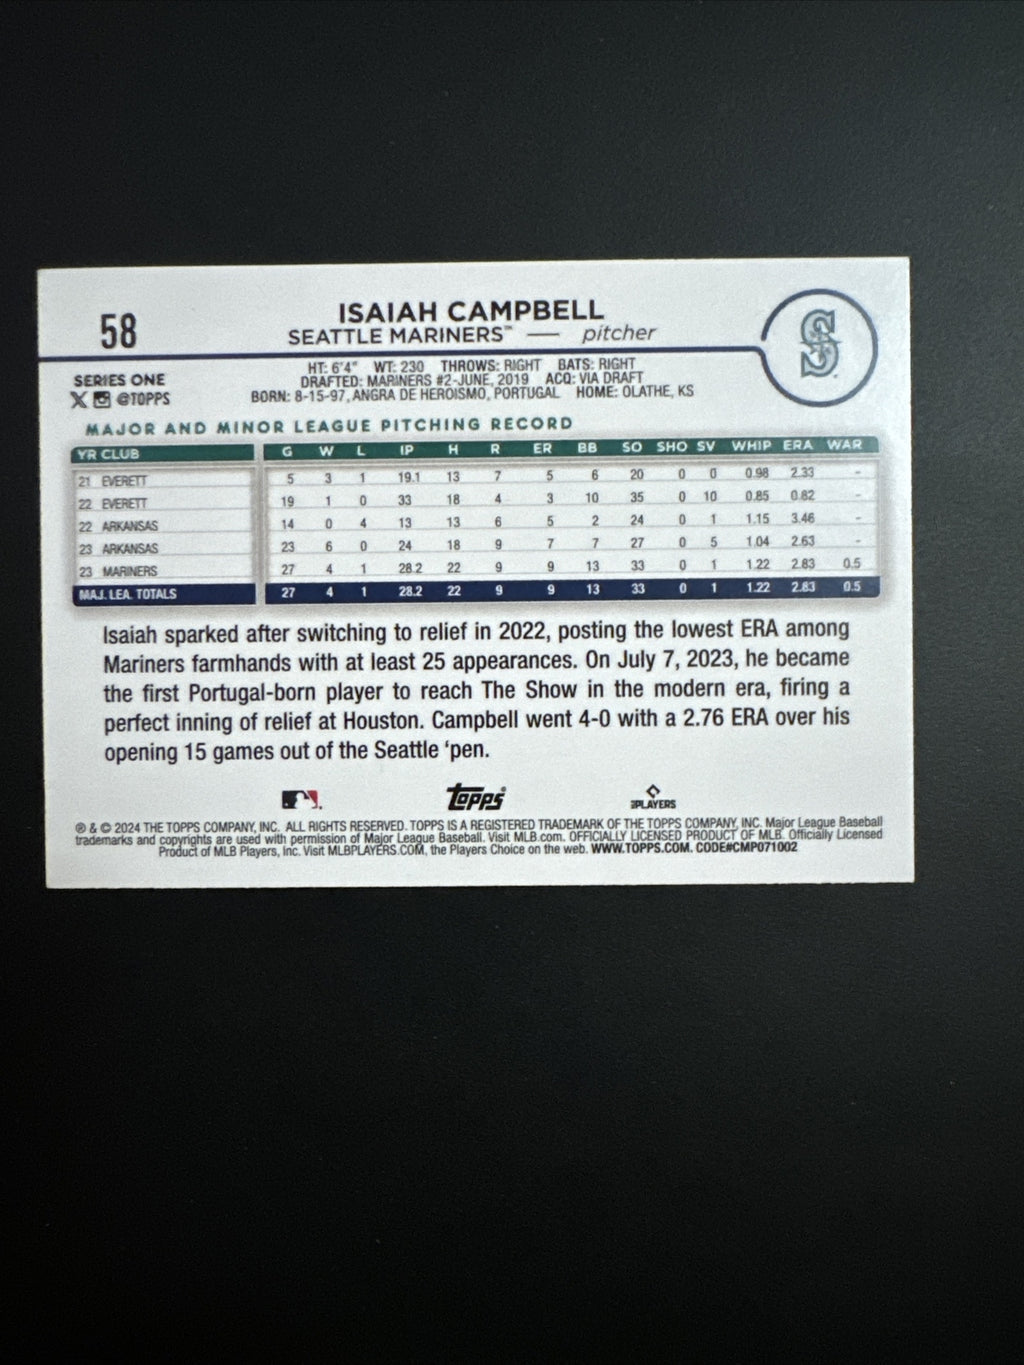 58
ISAIAH CAMPBELL
SEATTLE MARINERS™ — pitcher
S
SERIES ONE
@TOPPS
HT: 6'4" WT: 230 THROWS: RIGHT BATS: RIGHT
DRAFTED: MARINERS #2-JUNE, 2019 ACQ: VIA DRAFT
BORN: 8-15-97, ANGRA DE HEROISMO, PORTUGAL HOME: OLATHE, KS
MAJOR AND MINOR LEAGUE PITCHING RECORD
YR CLUB G W L IP H R ER BB SO SHO SV WHIP ERA WAR
21 EVERETT 5 3 1 19.1 13 7 5 6 20 0 0 0.98 2.33 -
22 EVERETT 19 1 0 33 18 4 3 10 35 0 10 0.85 0.82 -
22 ARKANSAS 14 0 4 13 13 6 5 2 24 0 1 1.15 3.46 -
23 ARKANSAS 23 6 0 24 18 9 7 7 27 0 5 1.04 2.63 -
23 MARINERS 27 4 1 28.2 22 9 9 13 33 0 1 1.22 2.83 0.5
MAJ. LEA. TOTALS 27 4 1 28.2 22 9 9 13 33 0 1 1.22 2.83 0.5
Isaiah sparked after switching to relief in 2022, posting the lowest ERA among
Mariners farmhands with at least 25 appearances. On July 7, 2023, he became
the first Portugal-born player to reach The Show in the modern era, firing a
perfect inning of relief at Houston. Campbell went 4-0 with a 2.76 ERA over his
opening 15 games out of the Seattle 'pen.
Topps®
PLAYERS
® & © 2024 THE TOPPS COMPANY, INC. ALL RIGHTS RESERVED. TOPPS IS A REGISTERED TRADEMARK OF THE TOPPS COMPANY, INC. Major League Baseball
trademarks and copyrights are used with permission of Major League Baseball. Visit MLB.com. OFFICIALLY LICENSED PRODUCT OF MLB. Officially Licensed
Product of MLB Players, Inc. Visit MLBPLAYERS.COM, the Players Choice on the web. WWW.TOPPS.COM. CODE#CMP071002